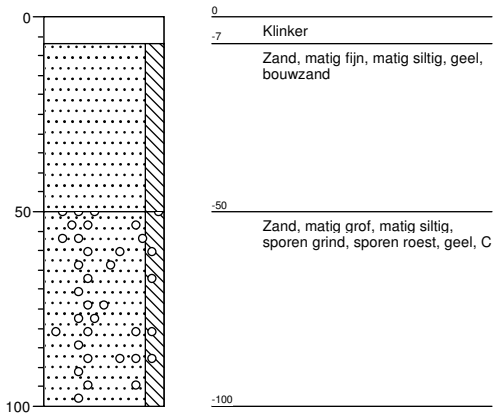 0
50
100
0
Klinker
-7
Zand, matig fijn, matig siltig, geel,
bouwzand
-50
Zand, matig grof, matig siltig,
sporen grind, sporen roest, geel, C
-100